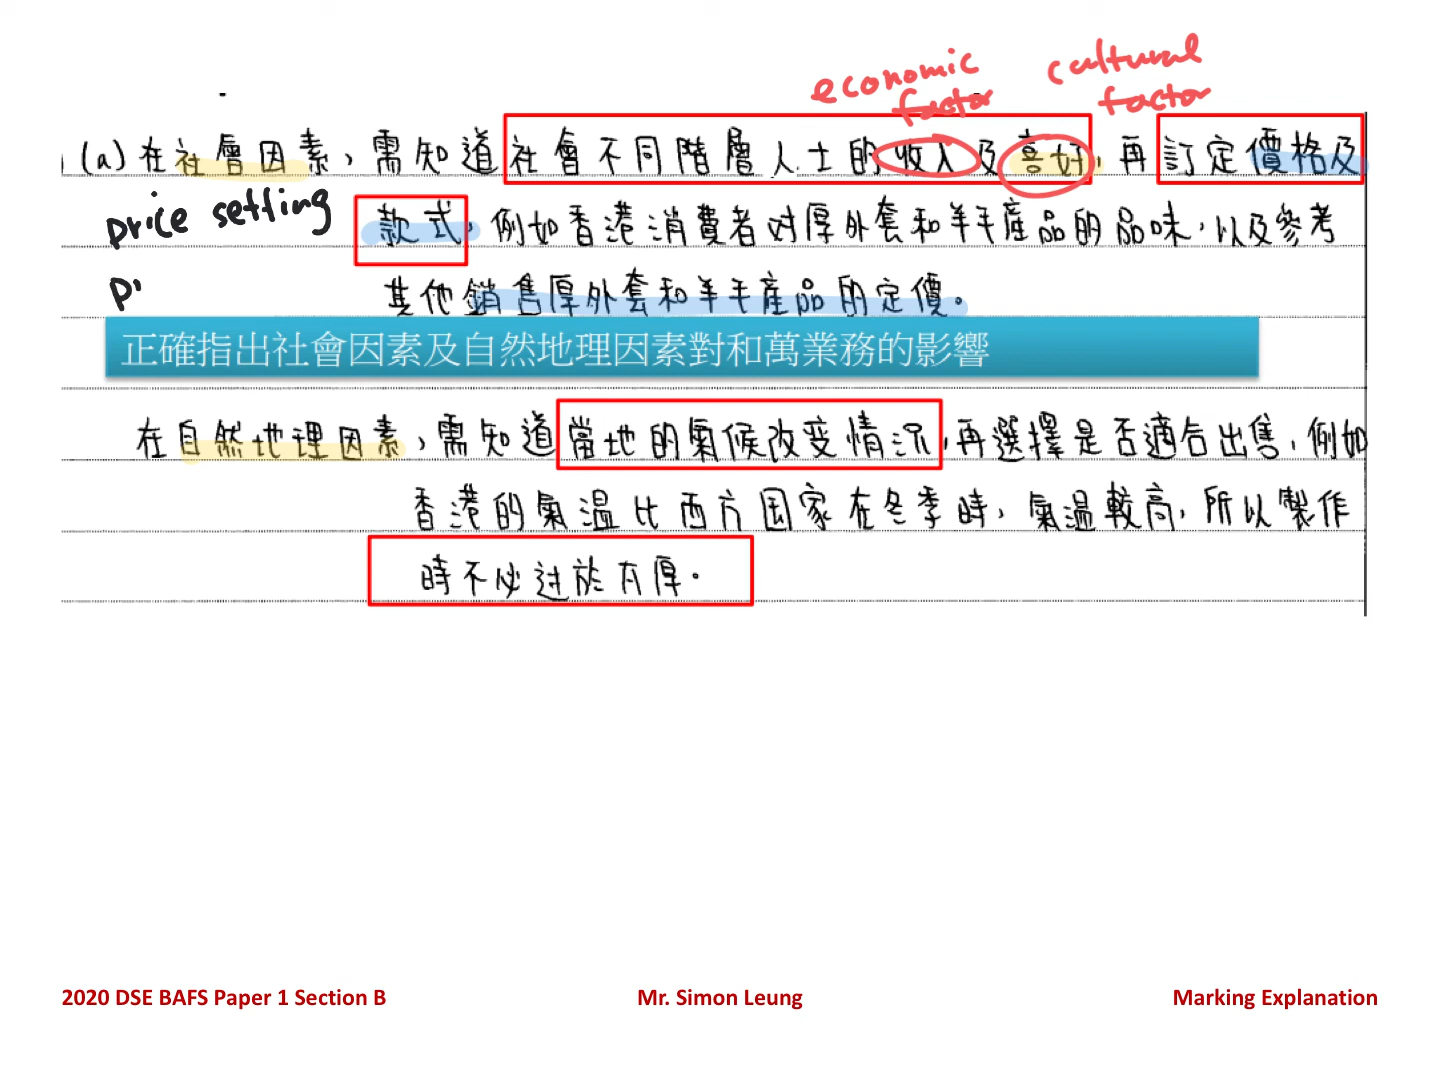 economic cultural
factor factor
(a) 在社會因素，需知道社會不同階層人士的收入及喜好，再訂定價格及
price setting 款式，例如香港消費者对厚外套和羊毛產品的品味，以及參考
p' 其他銷售厚外套和羊毛產品的定價。
正確指出社會因素及自然地理因素對和萬業務的影響
在自然地理因素，需知道當地的氣候改变情況，再選擇是否適合出售，例如
香港的氣温比西方国家在冬季時，氣温較高，所以製作
時不必过於冇厚。
2020 DSE BAFS Paper 1 Section B Mr. Simon Leung Marking Explanation